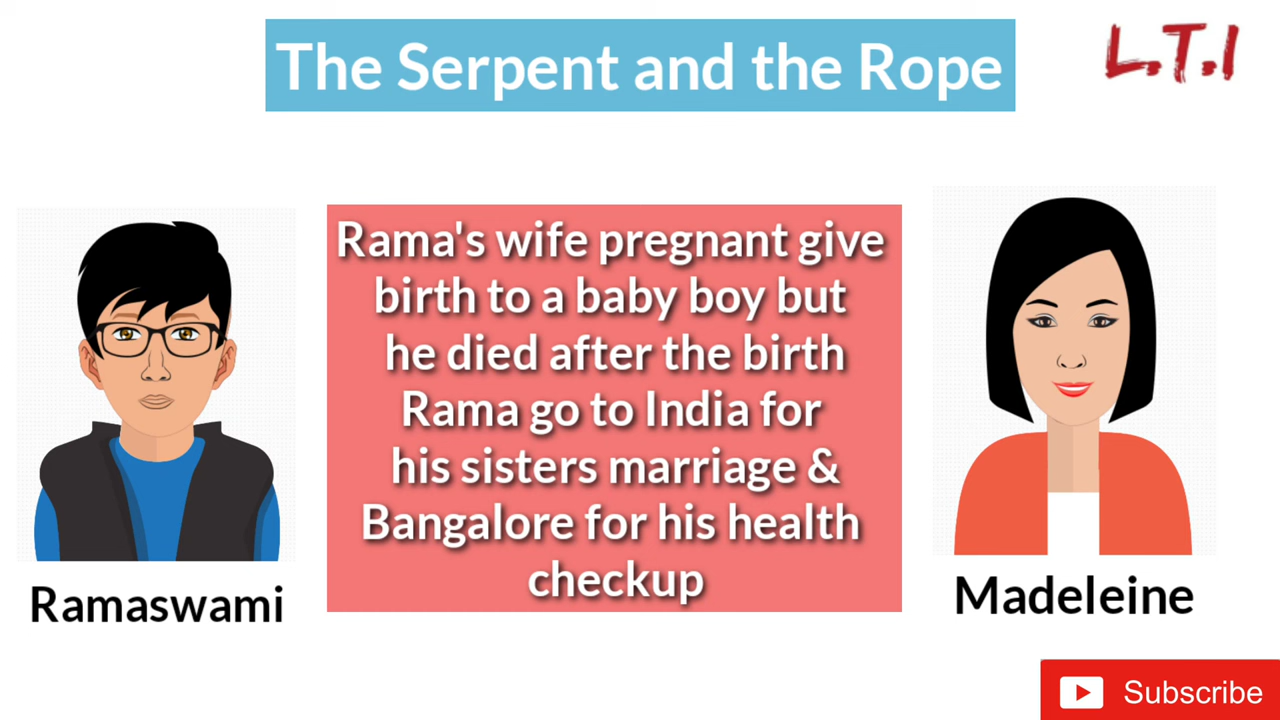 The Serpent and the Rope
L.T.I
Rama's wife pregnant give
birth to a baby boy but
he died after the birth
Rama go to India for
his sisters marriage &
Bangalore for his health
checkup
Ramaswami
Madeleine
Subscribe